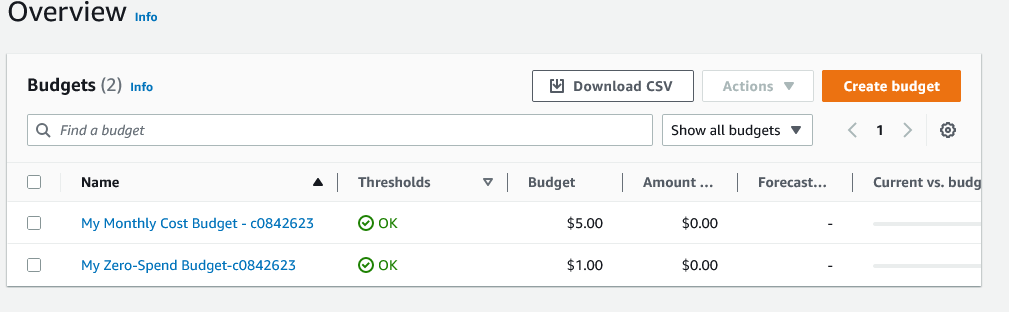 Overview Info
Budgets (2) Info Download CSV Actions Create budget
Find a budget Show all budgets 1
Name Thresholds Budget Amount ... Forecast... Current vs. budg
My Monthly Cost Budget - c0842623 OK $5.00 $0.00 -
My Zero-Spend Budget-c0842623 OK $1.00 $0.00 -